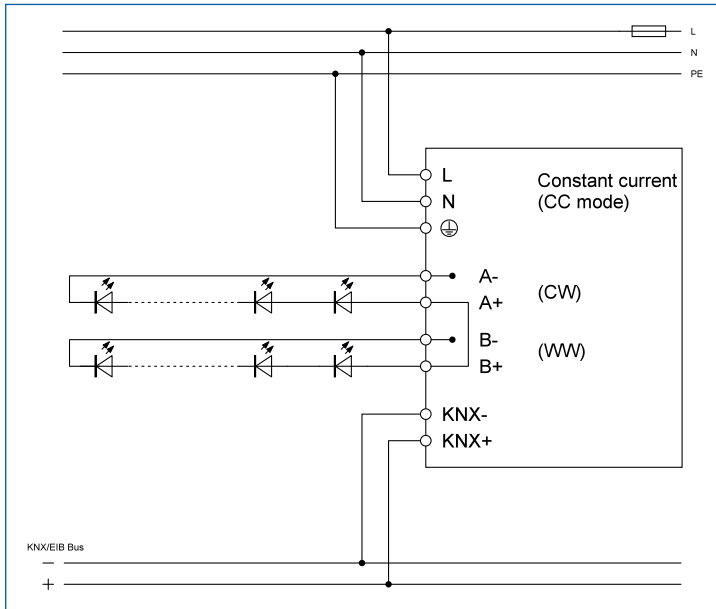 L
N
PE
L
Constant current
(CC mode)
N
A-
(CW)
A+
B-
(WW)
B+
KNX-
KNX+
KNX/EIB Bus
−
+